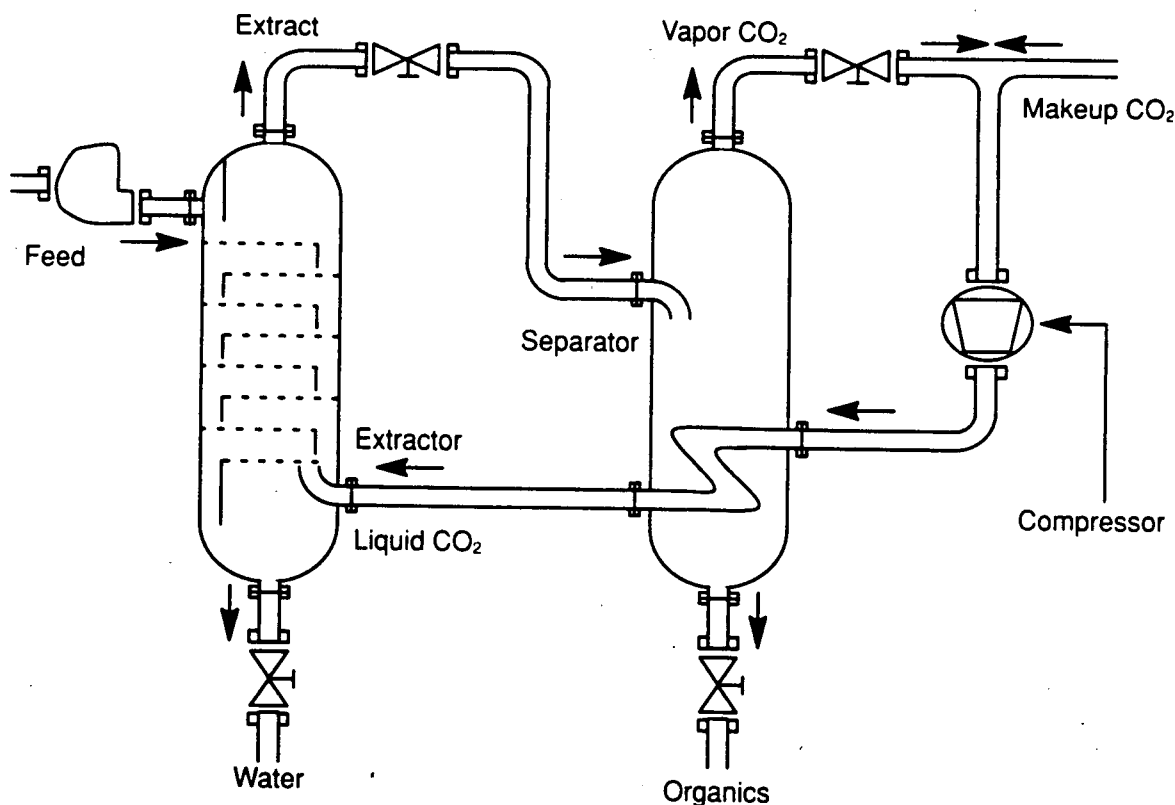 Extract
Vapor CO₂
Makeup CO₂
Feed
Separator
Extractor
Liquid CO₂
Compressor
Water
Organics